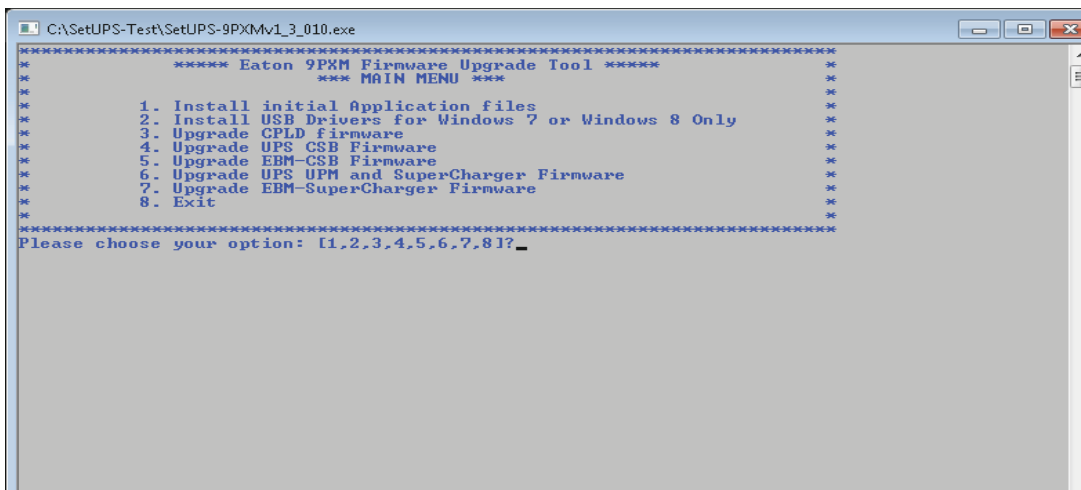 C:\SetUPS-Test\SetUPS-9PXMv1_3_010.exe
*****************************************************************************************
* ***** Eaton 9PXM Firmware Upgrade Tool ***** *
* *** MAIN MENU *** *
* *
* 1. Install initial Application files *
* 2. Install USB Drivers for Windows 7 or Windows 8 Only *
* 3. Upgrade CPLD firmware *
* 4. Upgrade UPS CSB Firmware *
* 5. Upgrade EBM-CSB Firmware *
* 6. Upgrade UPS UPM and SuperCharger Firmware *
* 7. Upgrade EBM-SuperCharger Firmware *
* 8. Exit *
* *
*****************************************************************************************
Please choose your option: [1,2,3,4,5,6,7,8]?_